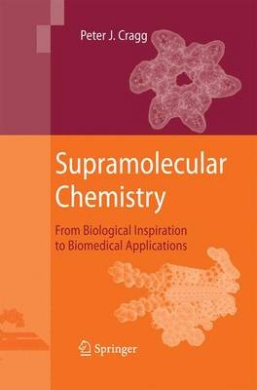 Peter J. Cragg
Supramolecular
Chemistry
From Biological Inspiration
to Biomedical Applications
Springer